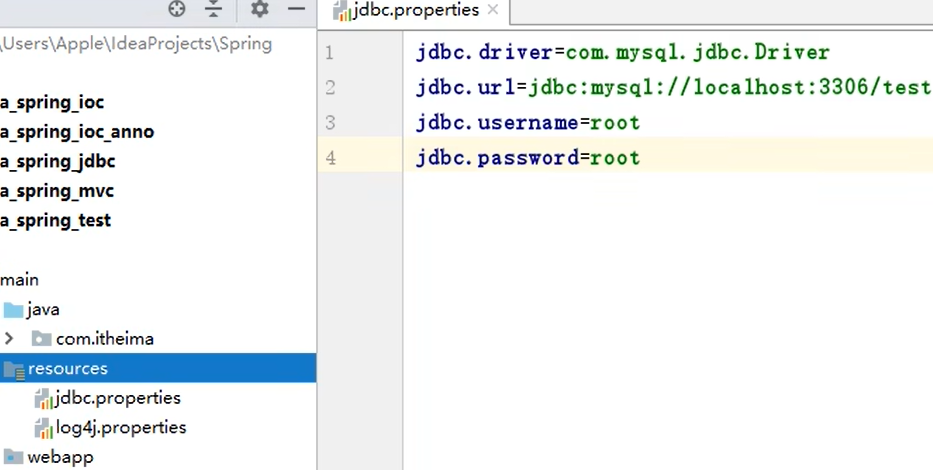 \Users\Apple\IdeaProjects\Spring
a_spring_ioc
a_spring_ioc_anno
a_spring_jdbc
a_spring_mvc
a_spring_test
main
java
com.itheima
resources
jdbc.properties
log4j.properties
webapp
jdbc.properties
1 jdbc.driver=com.mysql.jdbc.Driver
2 jdbc.url=jdbc:mysql://localhost:3306/test
3 jdbc.username=root
4 jdbc.password=root